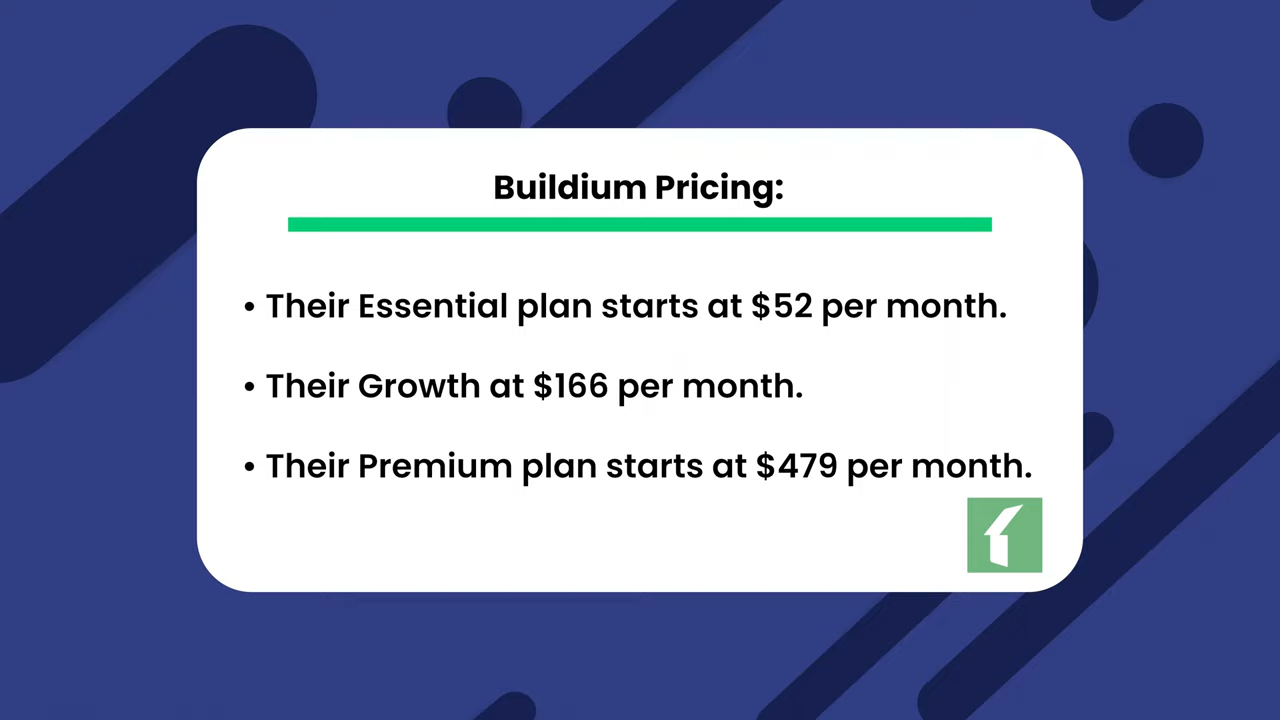 Buildium Pricing:
• Their Essential plan starts at $52 per month.
• Their Growth at $166 per month.
• Their Premium plan starts at $479 per month.